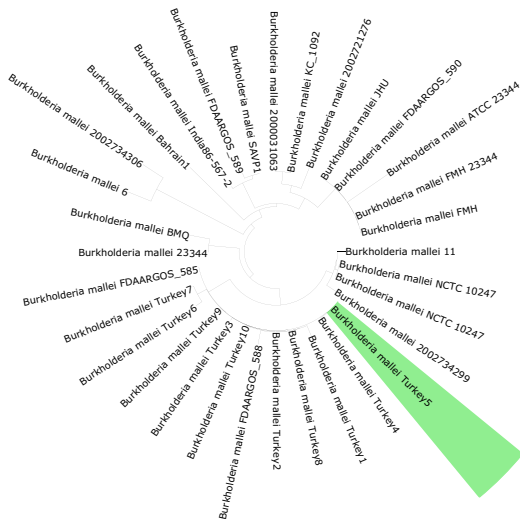 Burkholderia mallei 11
Burkholderia mallei FMH
Burkholderia mallei FMH 23344
Burkholderia mallei ATCC 23344
Burkholderia mallei FDAARGOS_590
Burkholderia mallei JHU
Burkholderia mallei 2002721276
Burkholderia mallei KC_1092
Burkholderia mallei 2000031063
Burkholderia mallei SAVP1
Burkholderia mallei FDAARGOS_589
Burkholderia mallei India86-567-2
Burkholderia mallei Bahrain1
Burkholderia mallei 2002734306
Burkholderia mallei 6
Burkholderia mallei BMQ
Burkholderia mallei 23344
Burkholderia mallei FDAARGOS_585
Burkholderia mallei Turkey7
Burkholderia mallei Turkey6
Burkholderia mallei Turkey9
Burkholderia mallei Turkey3
Burkholderia mallei Turkey10
Burkholderia mallei FDAARGOS_588
Burkholderia mallei Turkey2
Burkholderia mallei Turkey8
Burkholderia mallei Turkey1
Burkholderia mallei Turkey4
Burkholderia mallei Turkey5
Burkholderia mallei 2002734299
Burkholderia mallei NCTC 10247
Burkholderia mallei NCTC 10247